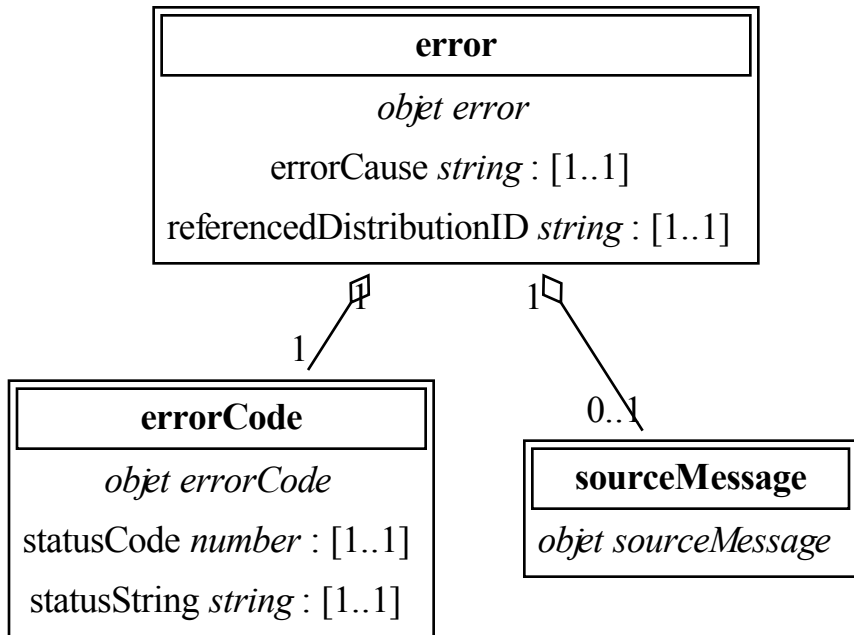 error
objet error
errorCause string : [1..1]
referencedDistributionID string : [1..1]
1
1
1
0..1
errorCode
objet errorCode
statusCode number : [1..1]
statusString string : [1..1]
sourceMessage
objet sourceMessage